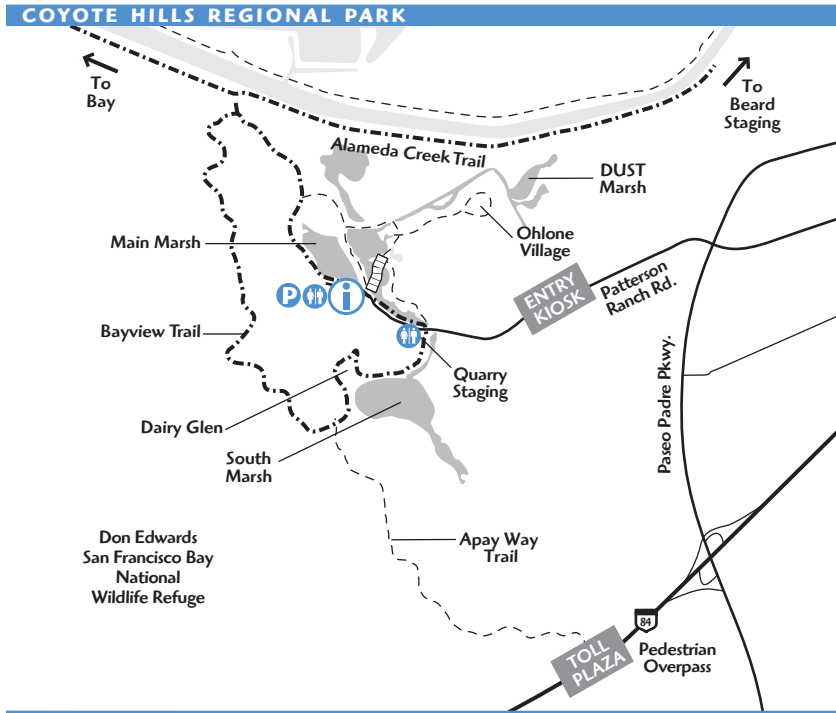 COYOTE HILLS REGIONAL PARK
To
Bay
To
Beard
Staging
Alameda Creek Trail
DUST
Marsh
Main Marsh
Ohlone
Village
P
i
ENTRY
KIOSK
Patterson
Ranch Rd.
Bayview Trail
Quarry
Staging
Paseo Padre Pkwy.
Dairy Glen
South
Marsh
Don Edwards
San Francisco Bay
National
Wildlife Refuge
Apay Way
Trail
84
TOLL
PLAZA
Pedestrian
Overpass